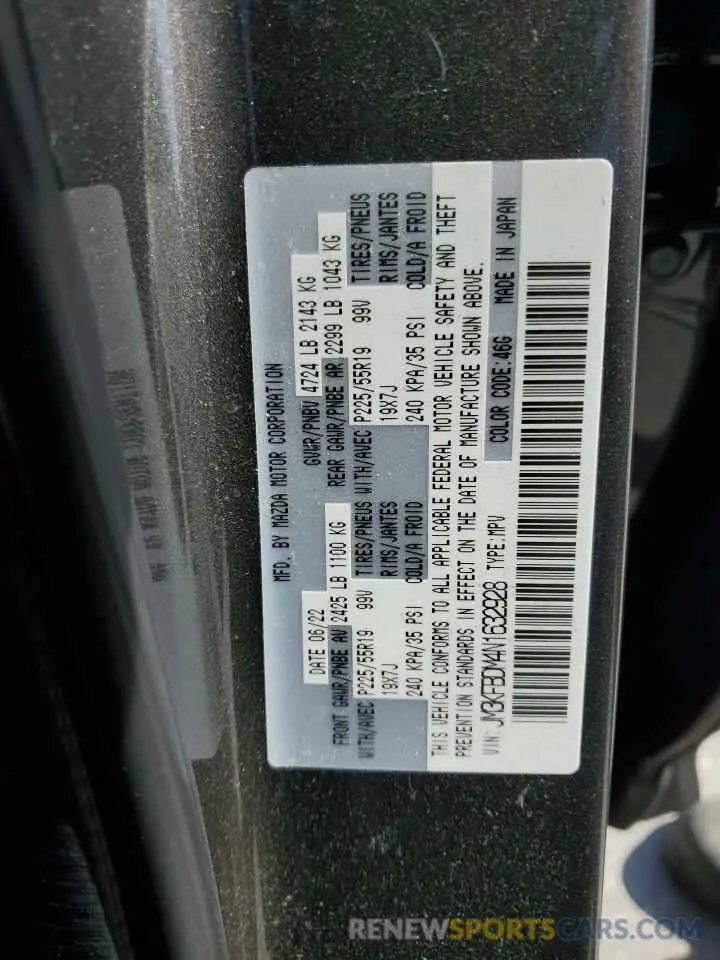 MFD. BY MAZDA MOTOR CORPORATION
DATE 06/22 GVWR/PNBV 4724 LB 2143 KG
FRONT GAWR/PNBE AV 2425 LB 1100 KG REAR GAWR/PNBE AR 2299 LB 1043 KG
WITH/AVEC P225/55R19 99V TIRES/PNEUS WITH/AVEC P225/55R19 99V TIRES/PNEUS
19X7J RIMS/JANTES 19X7J RIMS/JANTES
240 KPA/35 PSI COLD/A FROID 240 KPA/35 PSI COLD/A FROID
THIS VEHICLE CONFORMS TO ALL APPLICABLE FEDERAL MOTOR VEHICLE SAFETY AND THEFT
PREVENTION STANDARDS IN EFFECT ON THE DATE OF MANUFACTURE SHOWN ABOVE.
VIN: JM3KFBDM4N1632928 TYPE:MPV COLOR CODE:46G MADE IN JAPAN
RENEWSPORTSCARS.COM